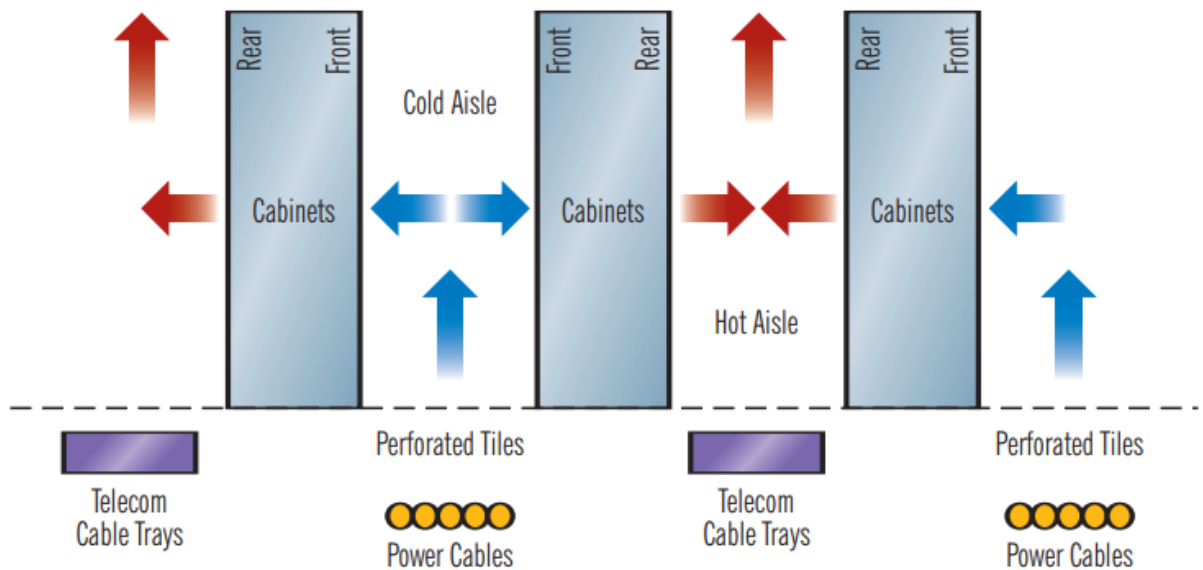 Rear
Front
Front
Rear
Rear
Front
Cold Aisle
Cabinets
Cabinets
Cabinets
Hot Aisle
Perforated Tiles
Perforated Tiles
Telecom
Cable Trays
Power Cables
Telecom
Cable Trays
Power Cables